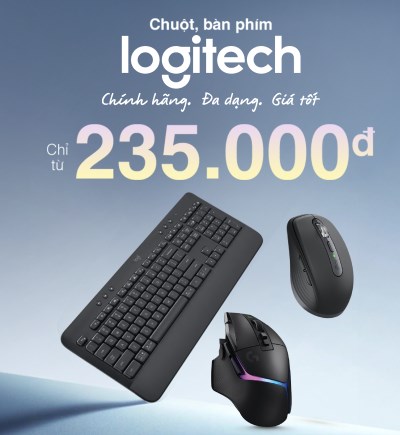 Chuột, bàn phím
logitech
Chính hãng. Đa dạng. Giá tốt
Chỉ
từ
235.000đ